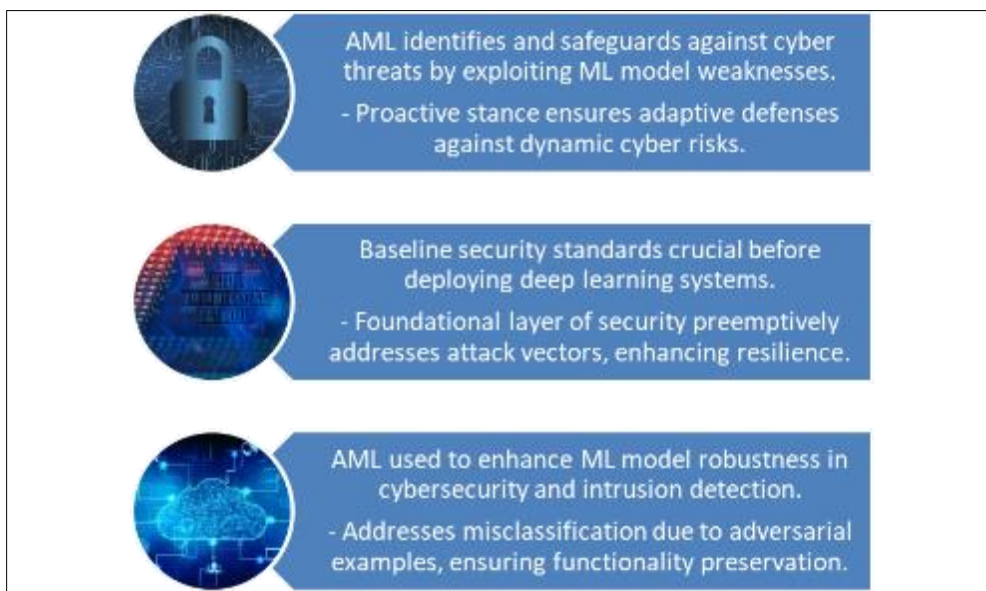 AML identifies and safeguards against cyber
threats by exploiting ML model weaknesses.
- Proactive stance ensures adaptive defenses
against dynamic cyber risks.
Baseline security standards crucial before
deploying deep learning systems.
- Foundational layer of security preemptively
addresses attack vectors, enhancing resilience.
AML used to enhance ML model robustness in
cybersecurity and intrusion detection.
- Addresses misclassification due to adversarial
examples, ensuring functionality preservation.